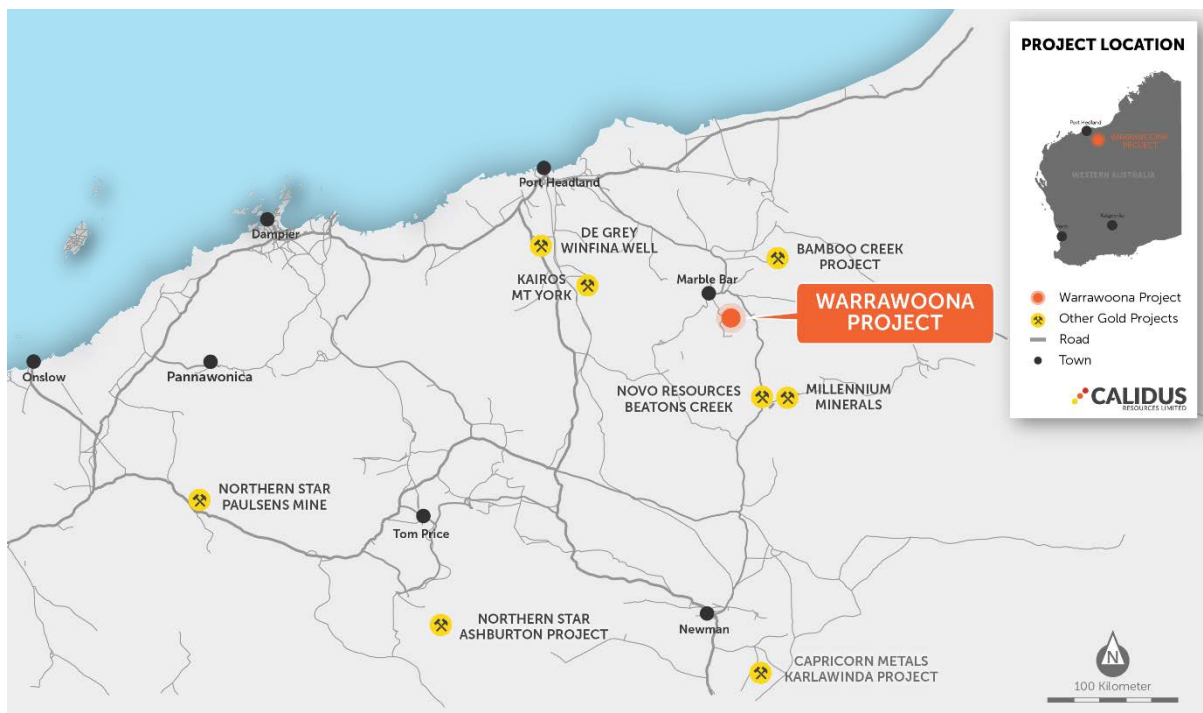 PROJECT LOCATION
Port Hedland
WARRAWOONA
PROJECT
WESTERN AUSTRALIA
Kalgoorlie
Perth
Warrawoona Project
Other Gold Projects
Road
Town
CALIDUS
RESOURCES LIMITED
Port Headland
Dampier
DE GREY
WINFINA WELL
KAIROS
MT YORK
BAMBOO CREEK
PROJECT
Marble Bar
WARRAWOONA
PROJECT
Onslow
Pannawonica
NOVO RESOURCES
BEATONS CREEK
MILLENNIUM
MINERALS
NORTHERN STAR
PAULSENS MINE
Tom Price
NORTHERN STAR
ASHBURTON PROJECT
Newman
CAPRICORN METALS
KARLAWINDA PROJECT
N
100 Kilometer